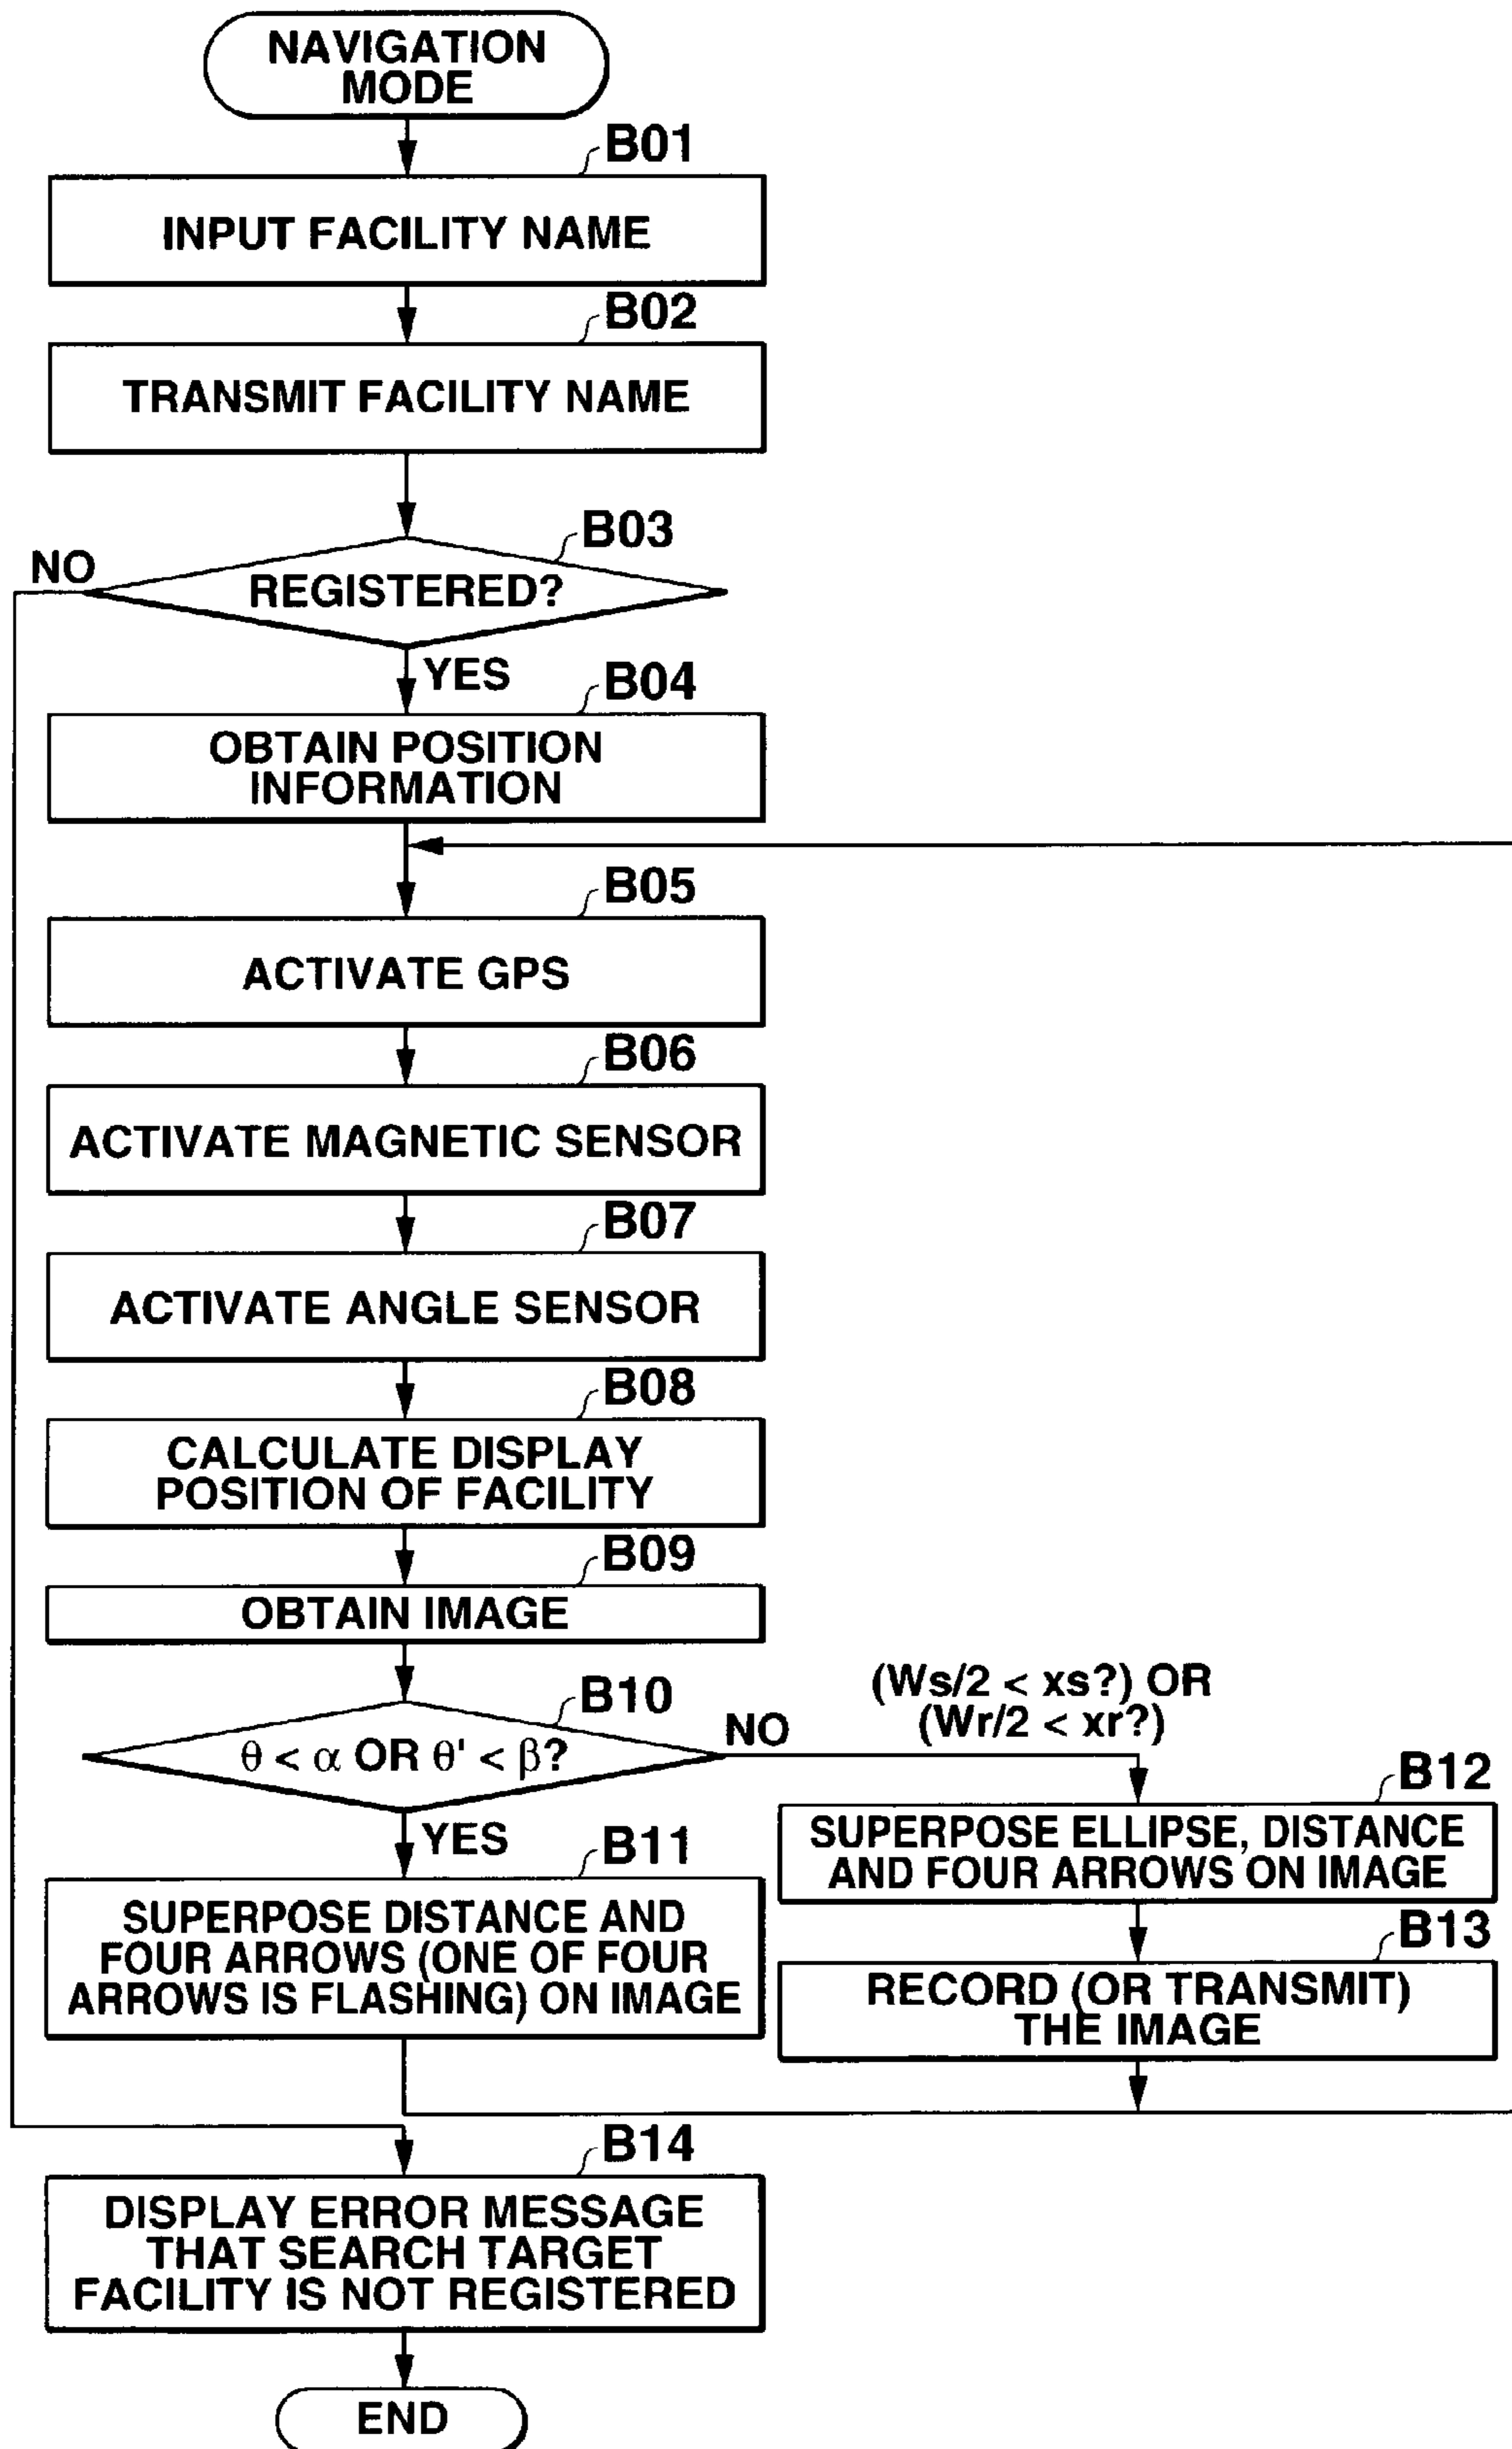 NAVIGATION
MODE
B01
INPUT FACILITY NAME
B02
TRANSMIT FACILITY NAME
B03
NO
REGISTERED?
YES
B04
OBTAIN POSITION
INFORMATION
B05
ACTIVATE GPS
B06
ACTIVATE MAGNETIC SENSOR
B07
ACTIVATE ANGLE SENSOR
B08
CALCULATE DISPLAY
POSITION OF FACILITY
B09
OBTAIN IMAGE
B10
θ < α OR θ' < β?
NO
(Ws/2 < xs?) OR
(Wr/2 < xr?)
YES
B11
SUPERPOSE DISTANCE AND
FOUR ARROWS (ONE OF FOUR
ARROWS IS FLASHING) ON IMAGE
B12
SUPERPOSE ELLIPSE, DISTANCE
AND FOUR ARROWS ON IMAGE
B13
RECORD (OR TRANSMIT)
THE IMAGE
B14
DISPLAY ERROR MESSAGE
THAT SEARCH TARGET
FACILITY IS NOT REGISTERED
END